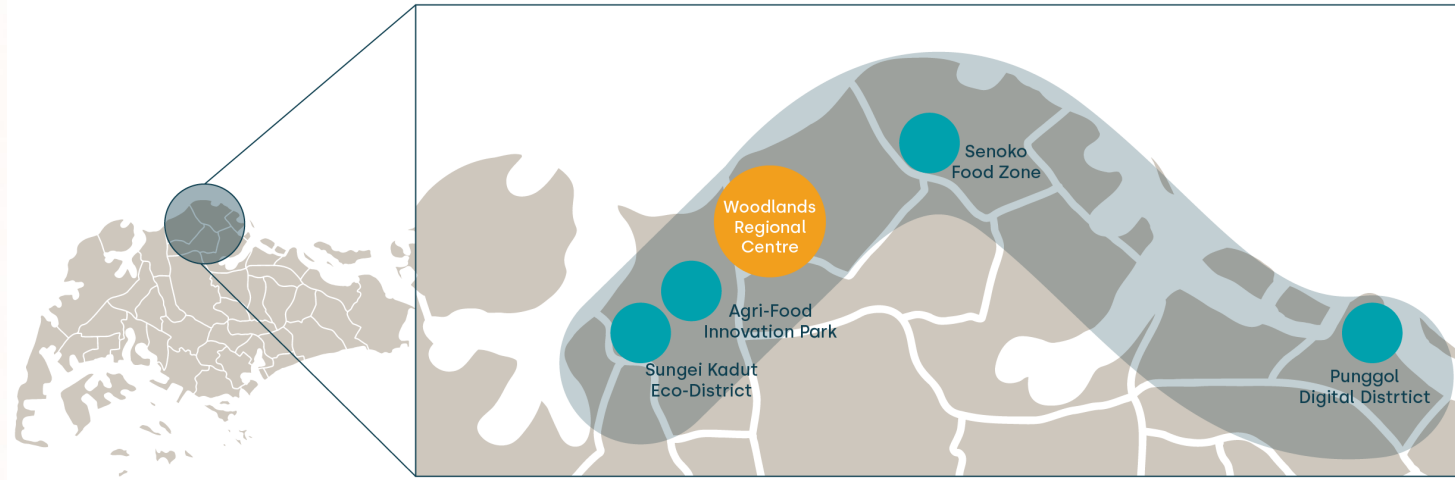 Senoko
Food Zone
Woodlands
Regional
Centre
Agri-Food
Innovation Park
Sungei Kadut
Eco-District
Punggol
Digital Distrtict